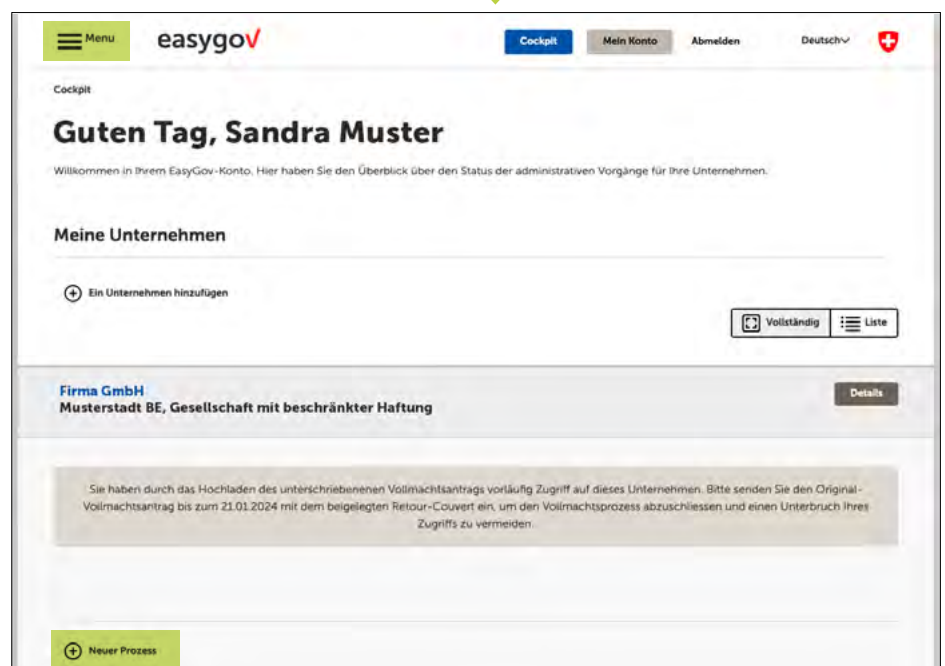 Menu easygov Cockpit Mein Konto Abmelden Deutsch
Cockpit
Guten Tag, Sandra Muster
Willkommen in Ihrem EasyGov-Konto. Hier haben Sie den Überblick über den Status der administrativen Vorgänge für Ihre Unternehmen.
Meine Unternehmen
Ein Unternehmen hinzufügen
Vollständig Liste
Firma GmbH
Details
Musterstadt BE, Gesellschaft mit beschränkter Haftung
Sie haben durch das Hochladen des unterschriebenenen Vollmachtsantrags vorläufig Zugriff auf dieses Unternehmen. Bitte senden Sie den Original-
Vollmachtsantrag bis zum 21.01.2024 mit dem beigelegten Retour-Couvert ein, um den Vollmachtsprozess abzuschliessen und einen Unterbruch Ihres
Zugriffs zu vermeiden.
Neuer Prozess